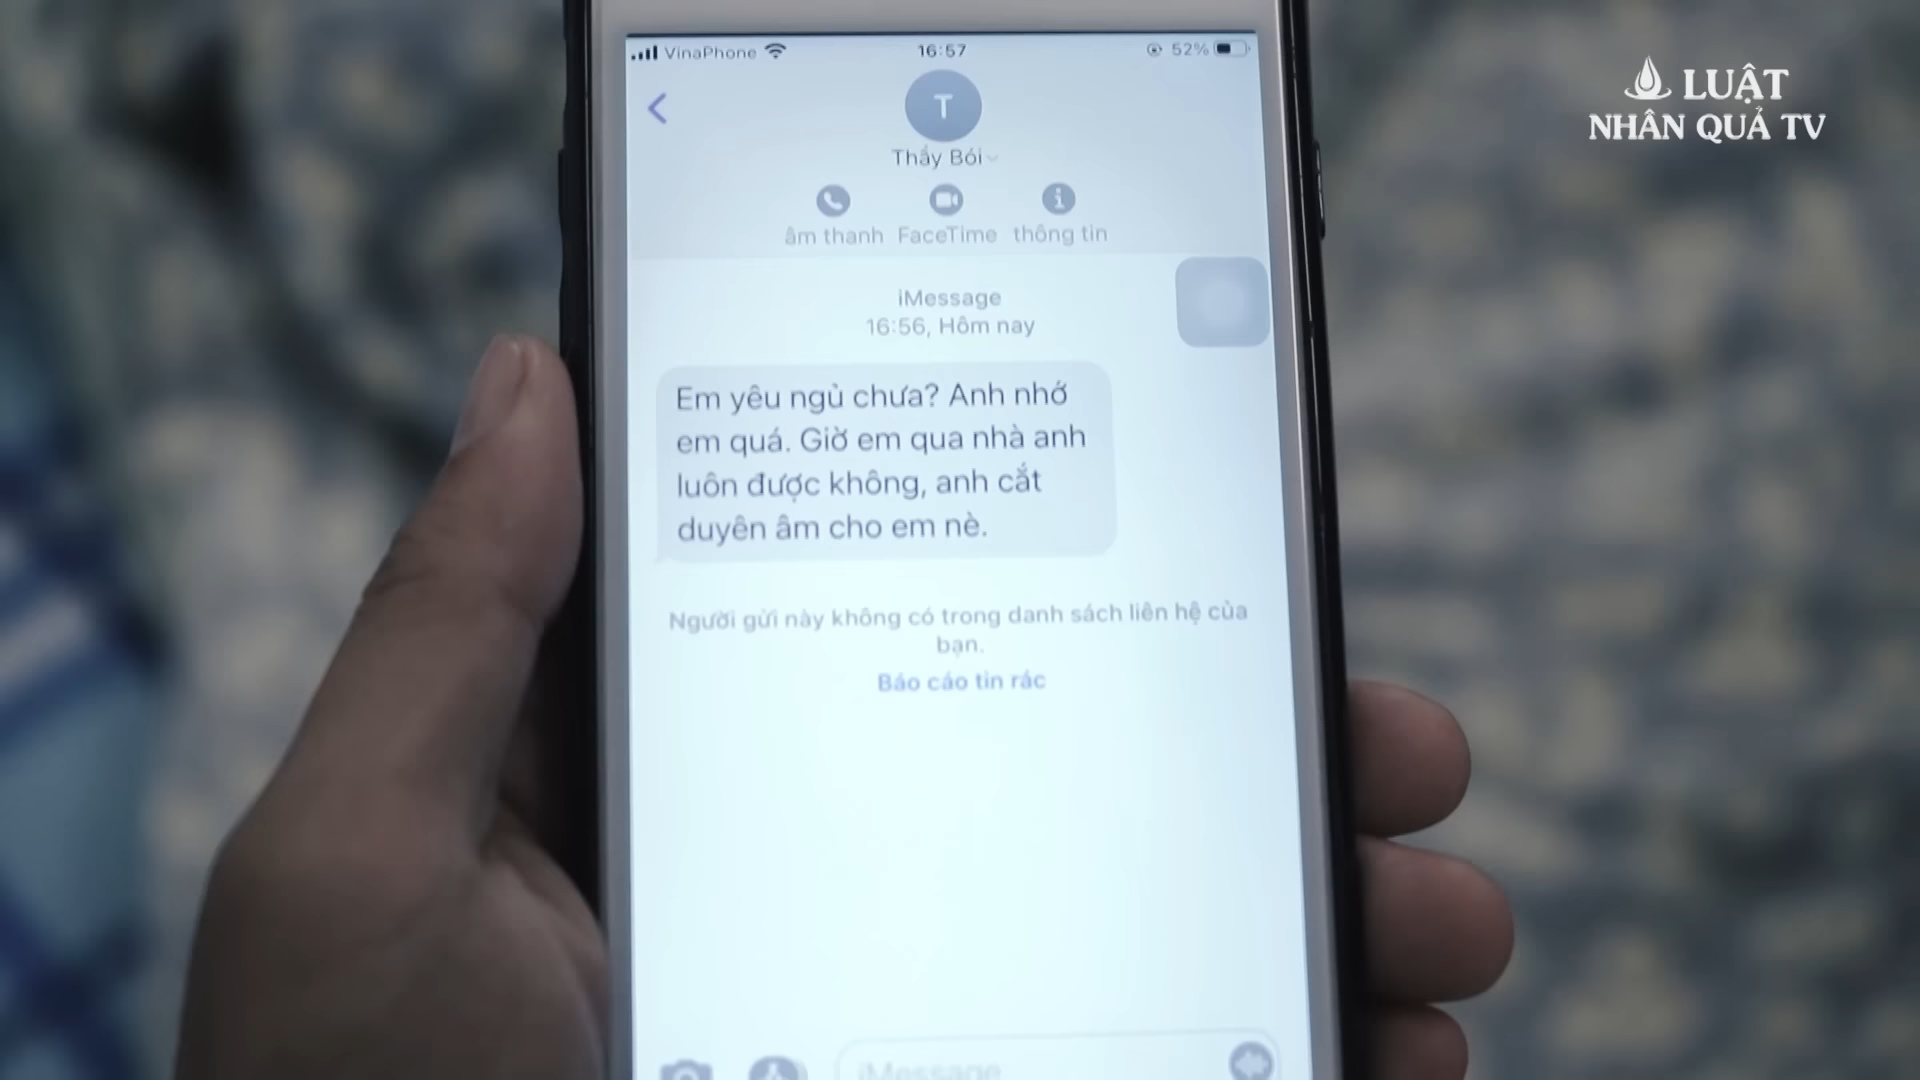 VinaPhone 16:57 52%
LUẬT
NHÂN QUẢ TV
T
Thầy Bói
âm thanh FaceTime thông tin
iMessage
16:56, Hôm nay
Em yêu ngủ chưa? Anh nhớ
em quá. Giờ em qua nhà anh
luôn được không, anh cắt
duyên âm cho em nè.
Người gửi này không có trong danh sách liên hệ của
bạn.
Báo cáo tin rác
iMessage